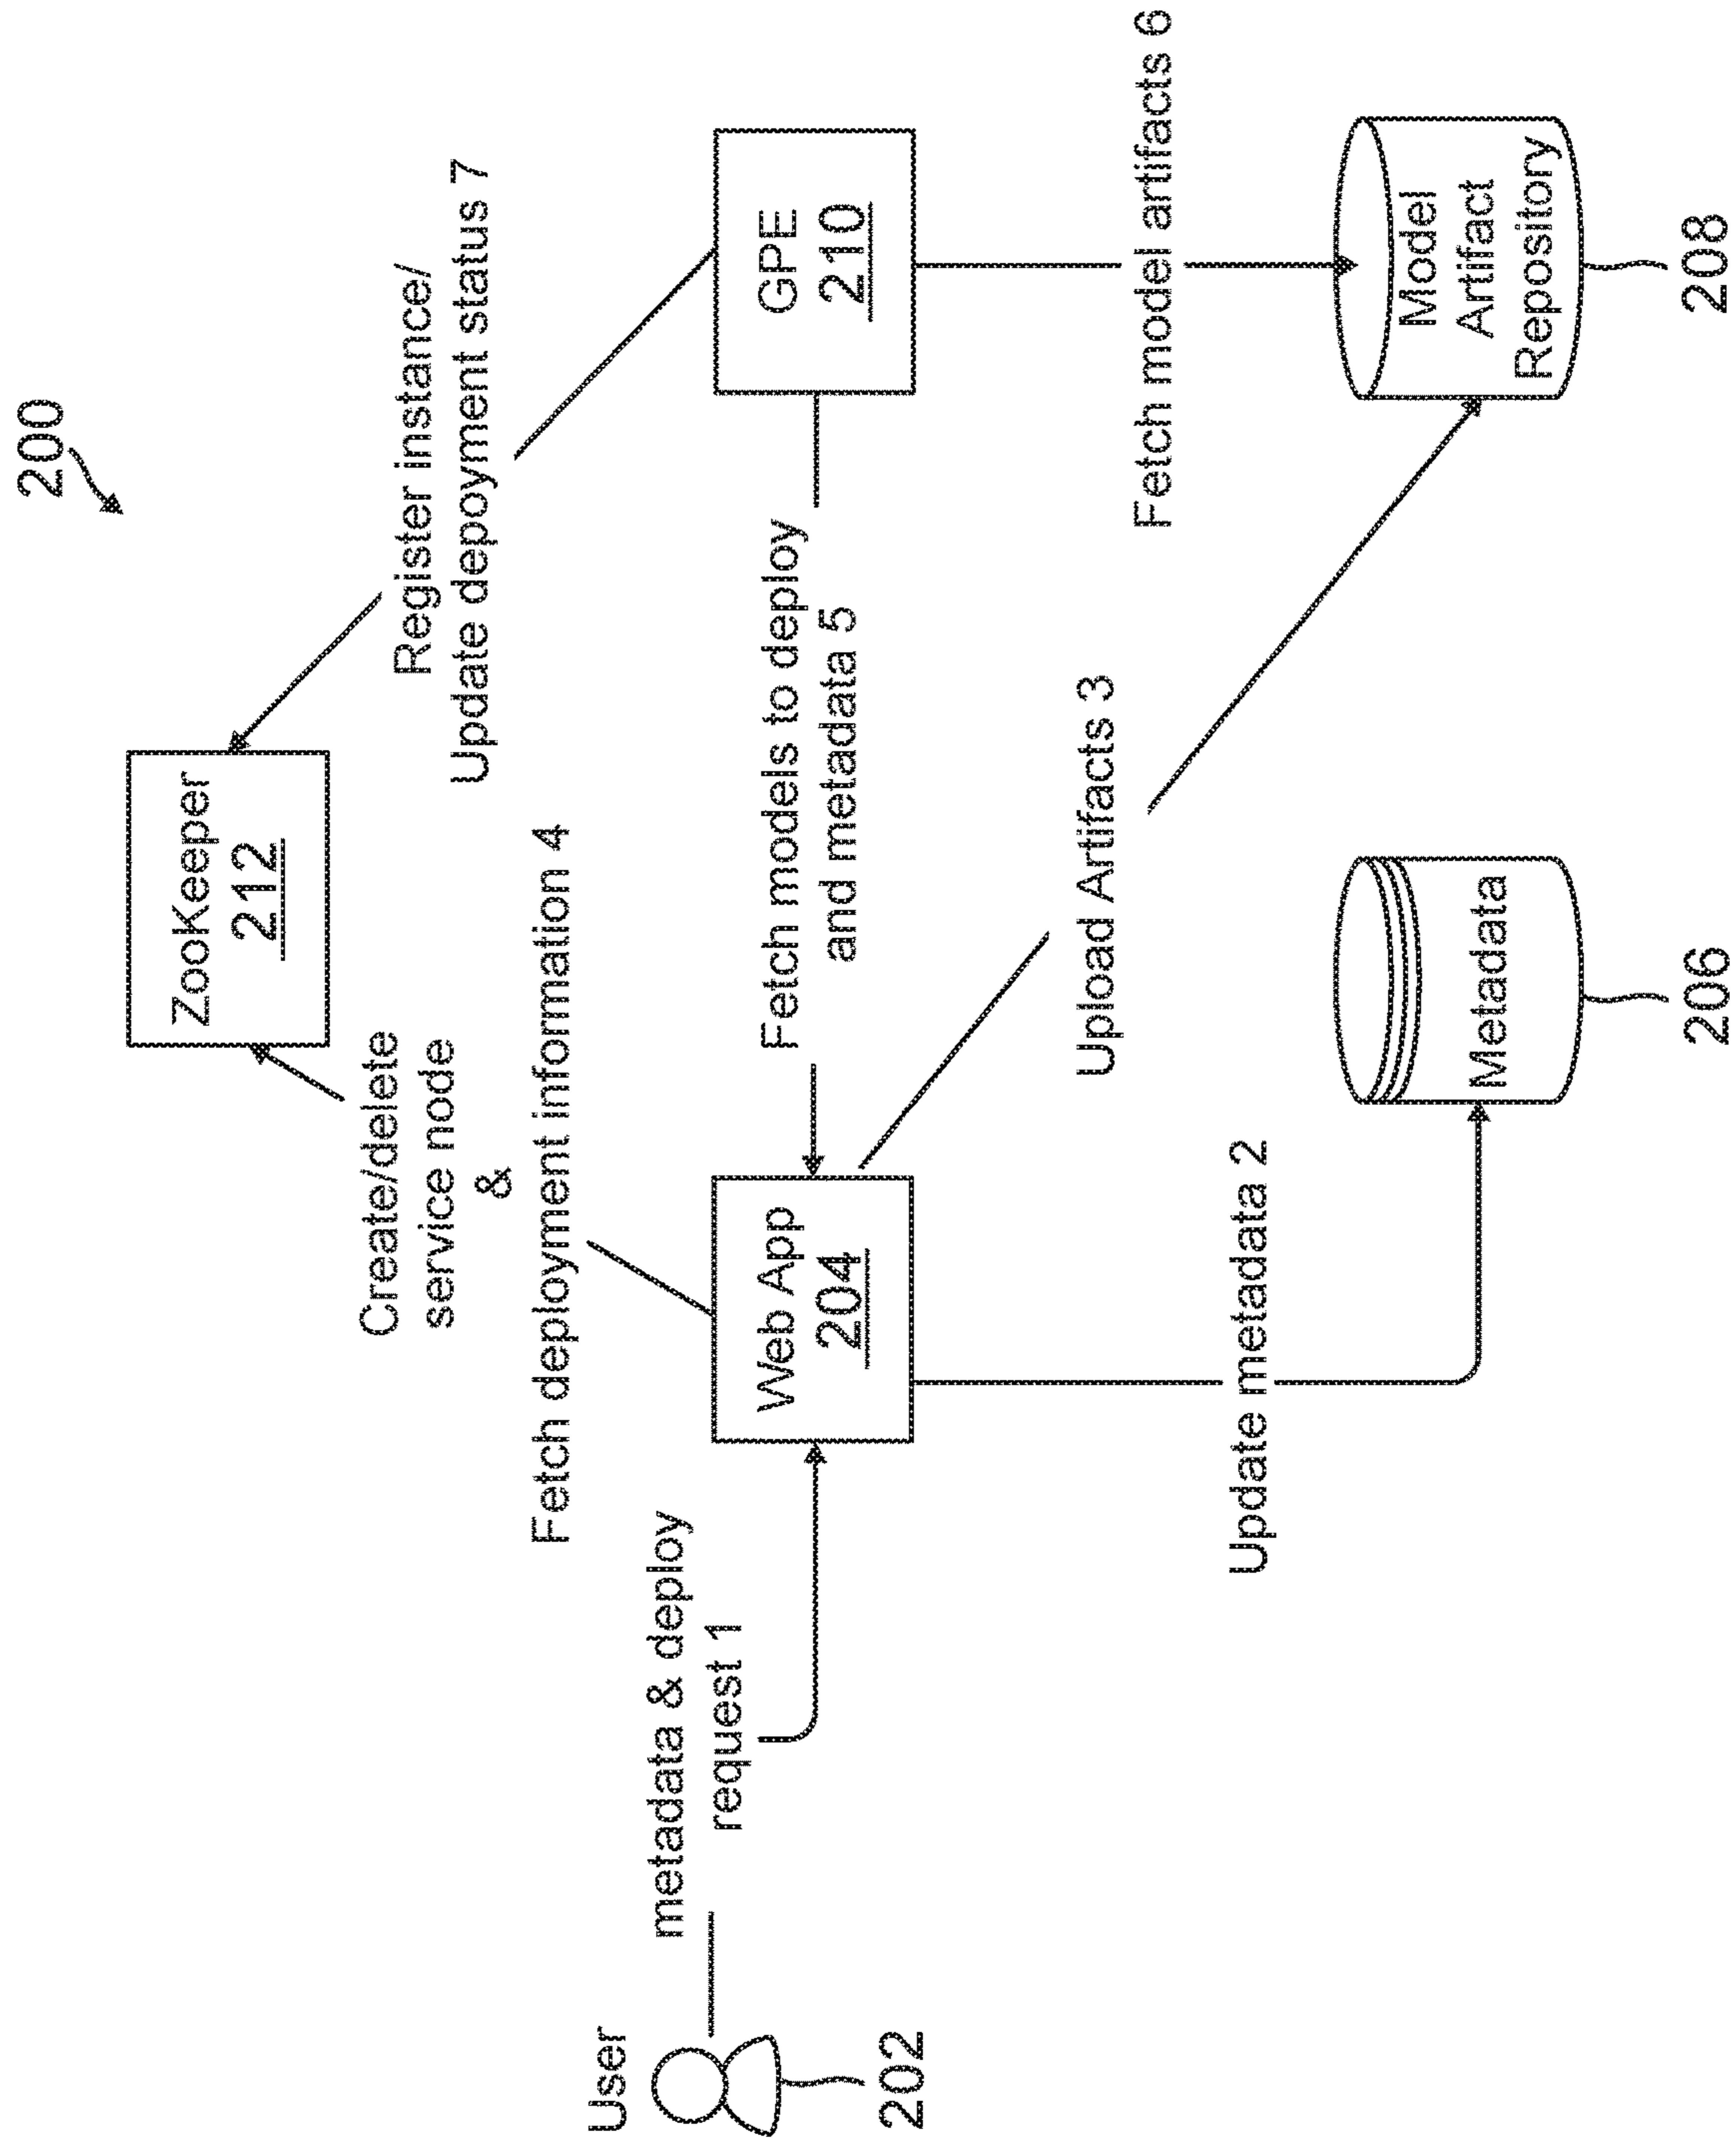 200
ZooKeeper
212
Create/delete
service node
&
Fetch deployment information 4
Register instance/
Update depoyment status 7
User
202
metadata & deploy
request 1
Web App
204
Fetch models to deploy
and metadata 5
GPE
210
Upload Artifacts 3
Update metadata 2
Fetch model artifacts 6
Metadata
206
Model
Artifact
Repository
208